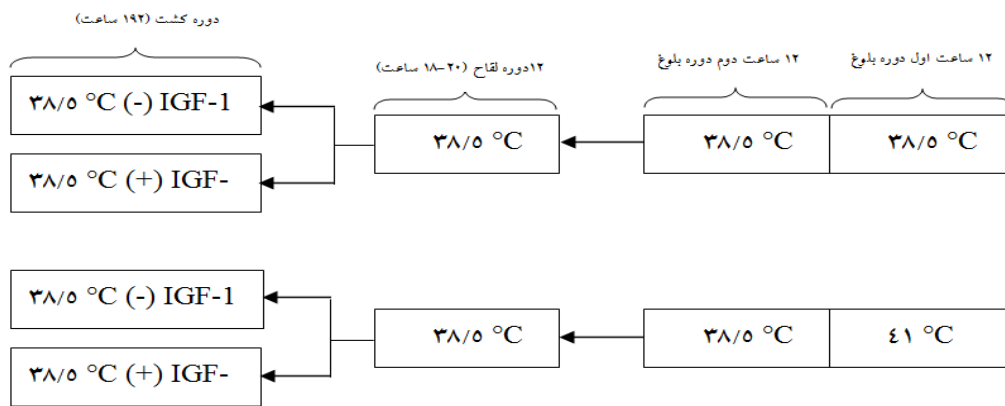 ۱۲ ساعت اول دوره بلوغ
۱۲ ساعت دوم دوره بلوغ
۱۲دوره لقاح (۲۰-۱۸ ساعت)
دوره کشت (۱۹۲ ساعت)
۳۸/۵ °C
۳۸/۵ °C
۳۸/۵ °C
۳۸/۵ °C (-) IGF-1
۳۸/۵ °C (+) IGF-
٤١ °C
۳۸/۵ °C
۳۸/۵ °C
۳۸/۵ °C (-) IGF-1
۳۸/۵ °C (+) IGF-